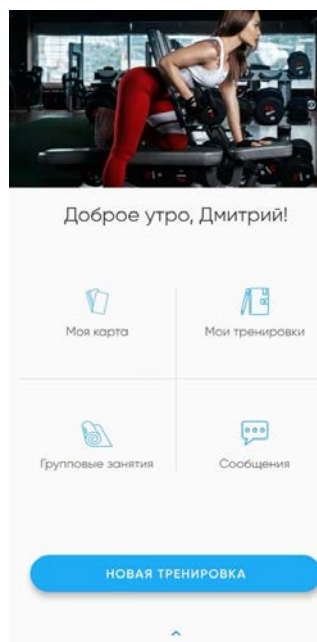 Доброе утро, Дмитрий!
Моя карта
Мои тренировки
Групповые занятия
Сообщения
НОВАЯ ТРЕНИРОВКА